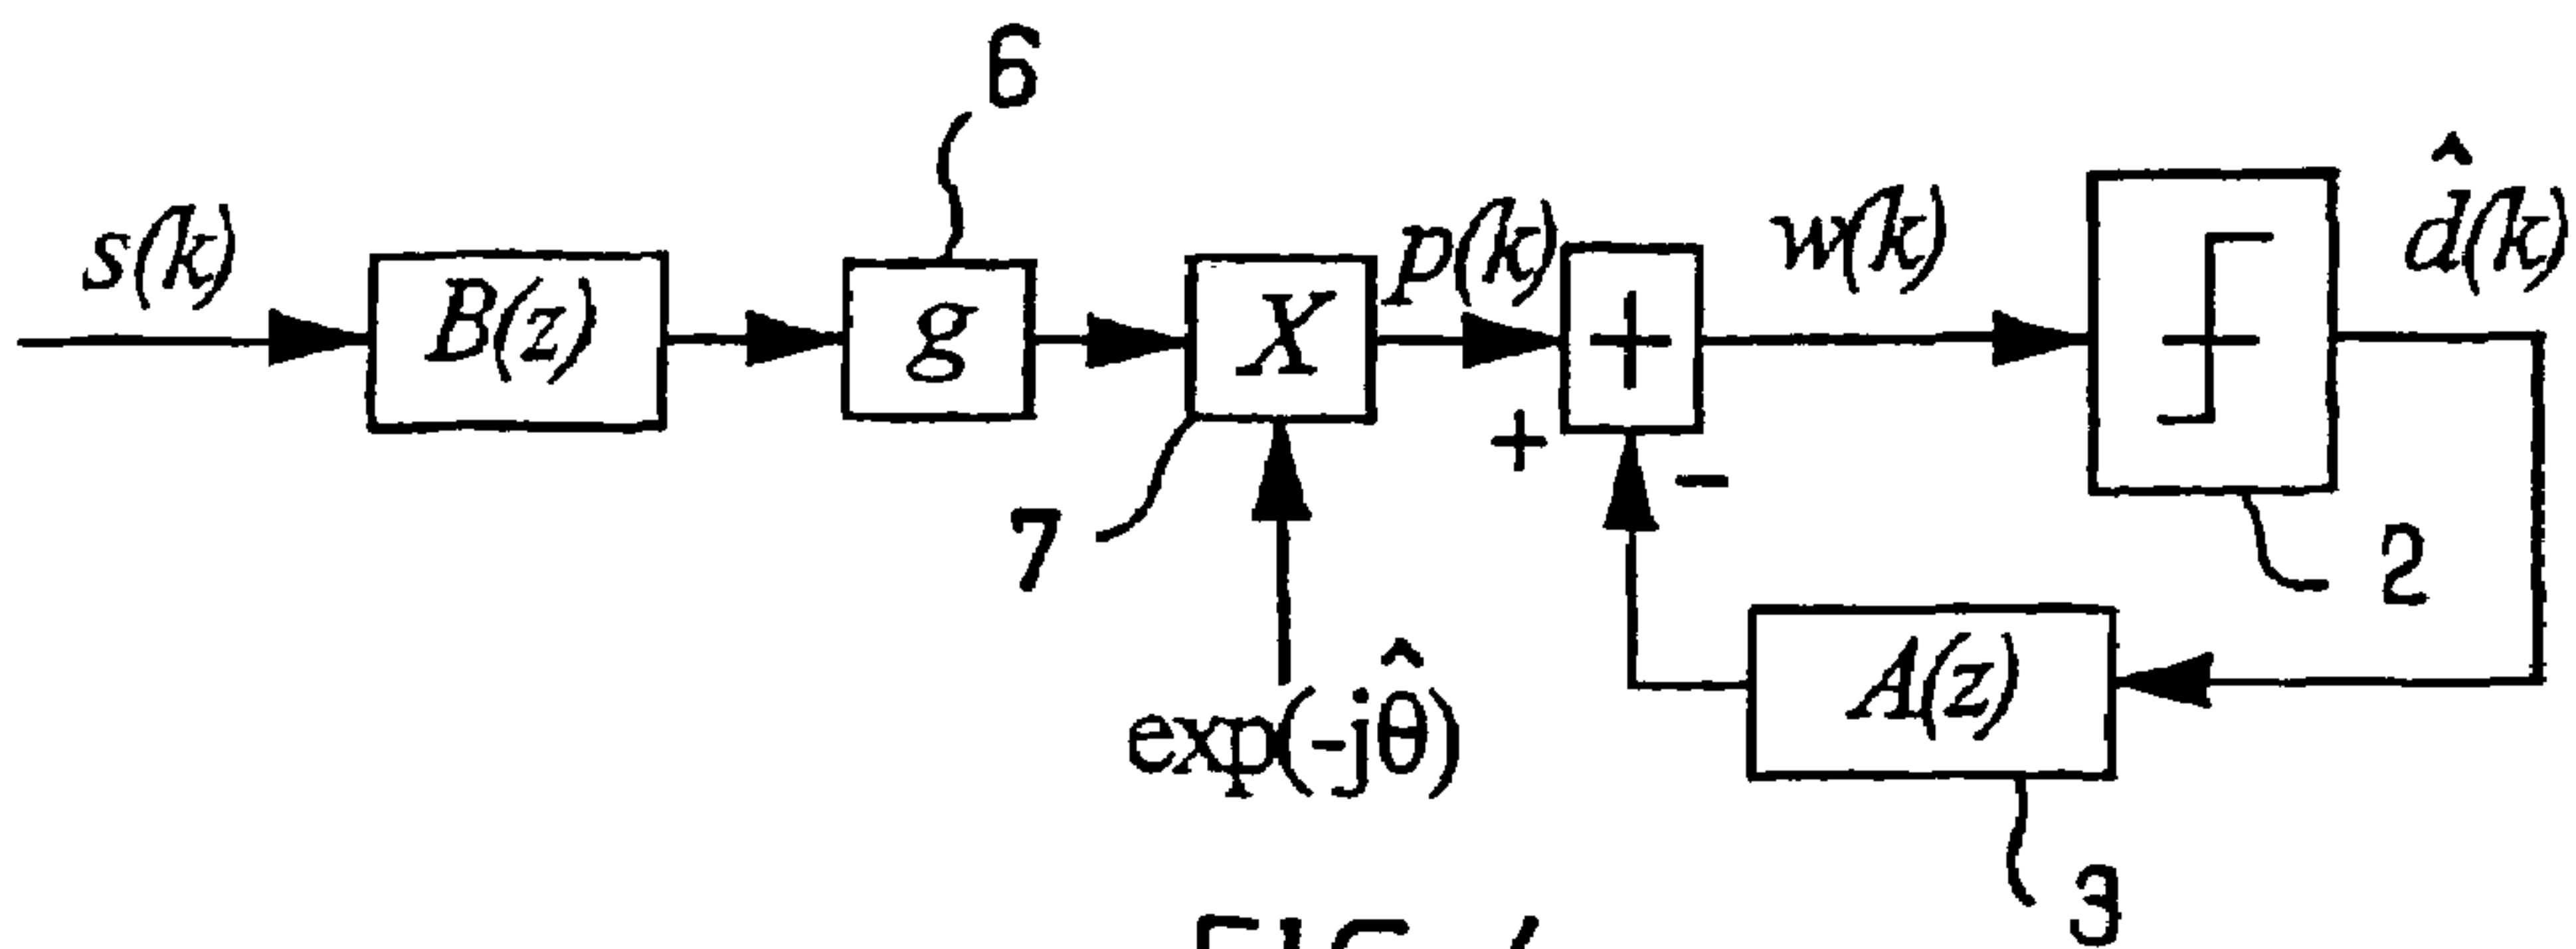 6
s(k)
B(z)
g
X
p(k)
+
w(k)
d̂(k)
+
-
7
2
exp(-jθ̂)
A(z)
3